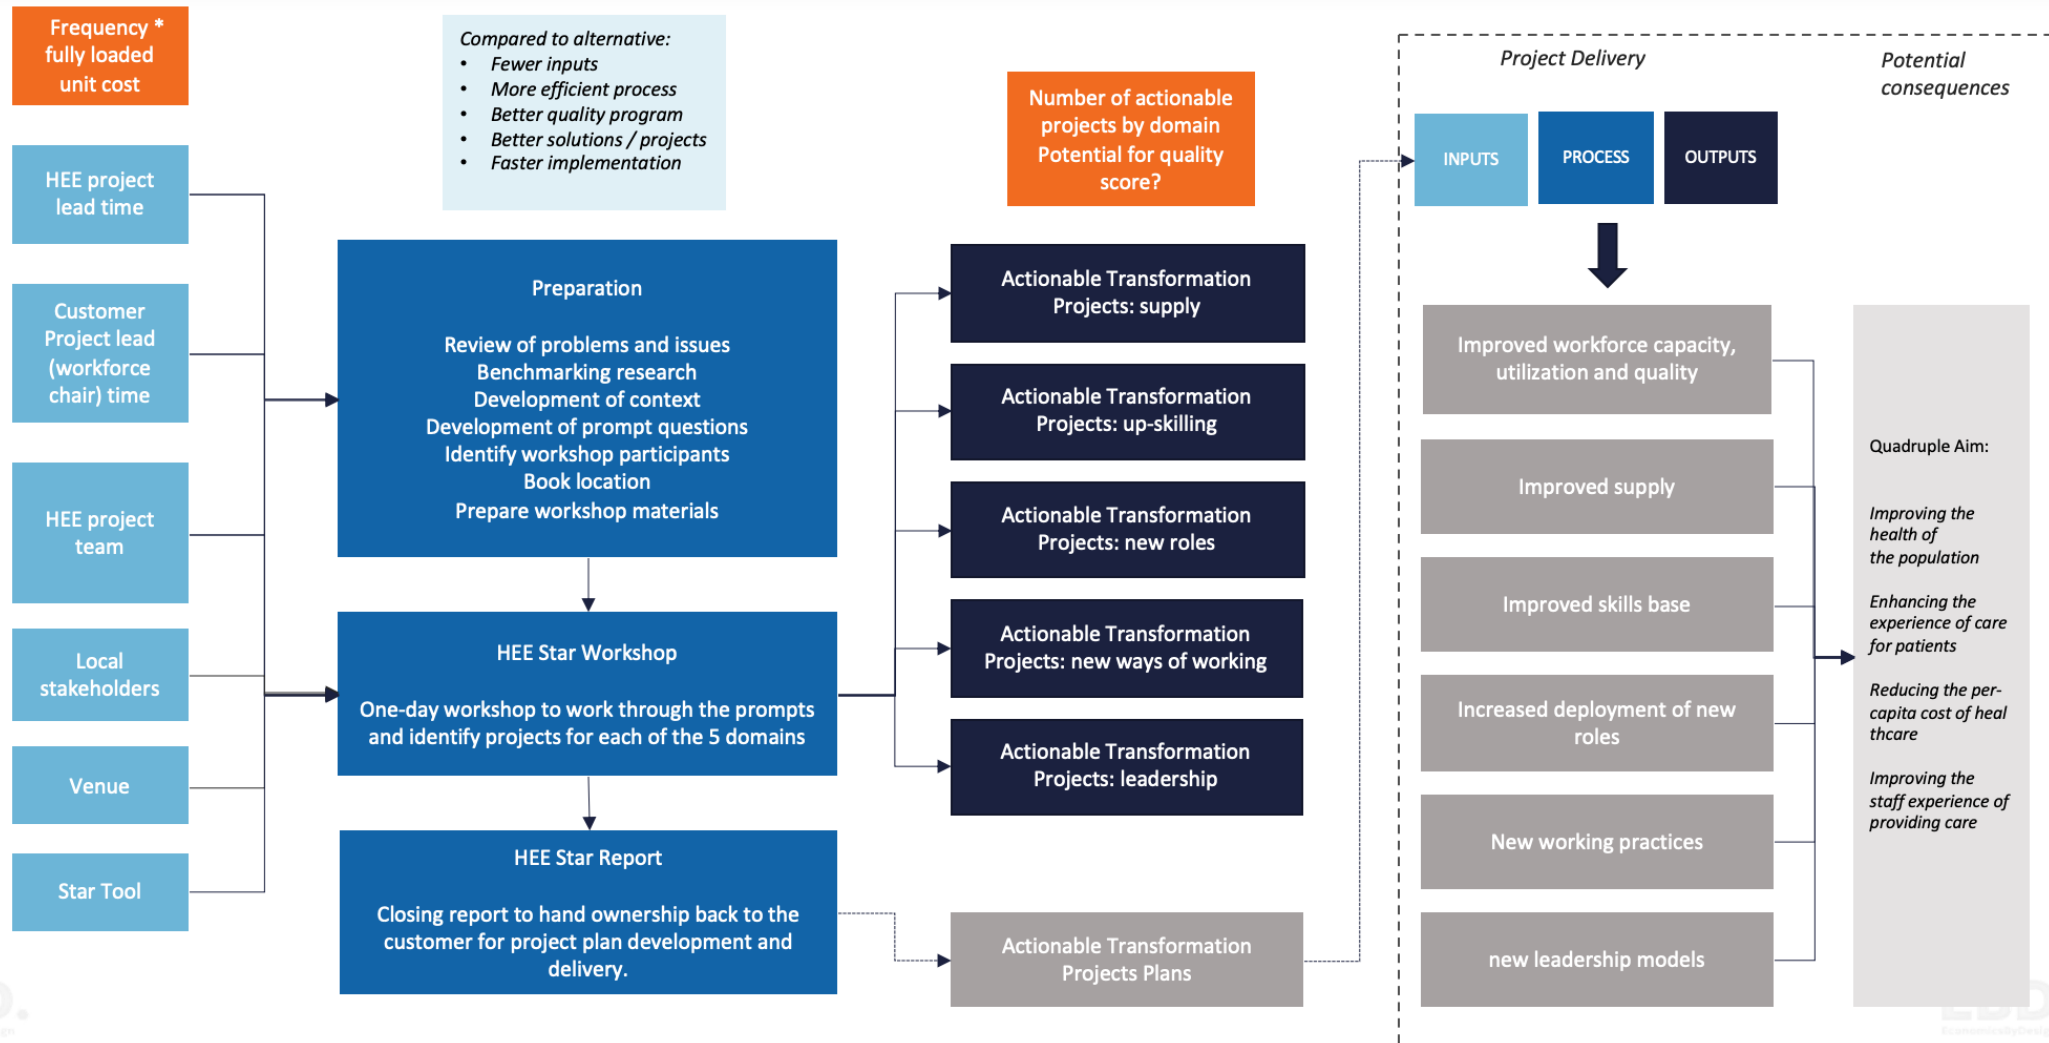 Frequency *
fully loaded
unit cost
HEE project
lead time
Customer
Project lead
(workforce
chair) time
HEE project
team
Local
stakeholders
Venue
Star Tool
Compared to alternative:
• Fewer inputs
• More efficient process
• Better quality program
• Better solutions / projects
• Faster implementation
Preparation
Review of problems and issues
Benchmarking research
Development of context
Development of prompt questions
Identify workshop participants
Book location
Prepare workshop materials
HEE Star Workshop
One-day workshop to work through the prompts
and identify projects for each of the 5 domains
HEE Star Report
Closing report to hand ownership back to the
customer for project plan development and
delivery.
Number of actionable
projects by domain
Potential for quality
score?
Actionable Transformation
Projects: supply
Actionable Transformation
Projects: up-skilling
Actionable Transformation
Projects: new roles
Actionable Transformation
Projects: new ways of working
Actionable Transformation
Projects: leadership
Actionable Transformation
Projects Plans
Project Delivery
INPUTS
PROCESS
OUTPUTS
Improved workforce capacity,
utilization and quality
Improved supply
Improved skills base
Increased deployment of new
roles
New working practices
new leadership models
Potential
consequences
Quadruple Aim:
Improving the
health of
the population
Enhancing the
experience of care
for patients
Reducing the per-
capita cost of heal
thcare
Improving the
staff experience of
providing care